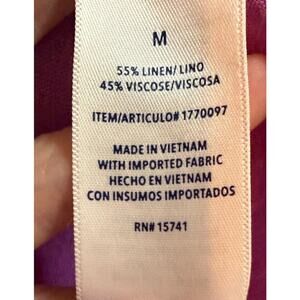 M
55% LINEN/ LINO
45% VISCOSE/VISCOSA
ITEM/ARTICULO# 1770097
MADE IN VIETNAM
WITH IMPORTED FABRIC
HECHO EN VIETNAM
CON INSUMOS IMPORTADOS
RN# 15741